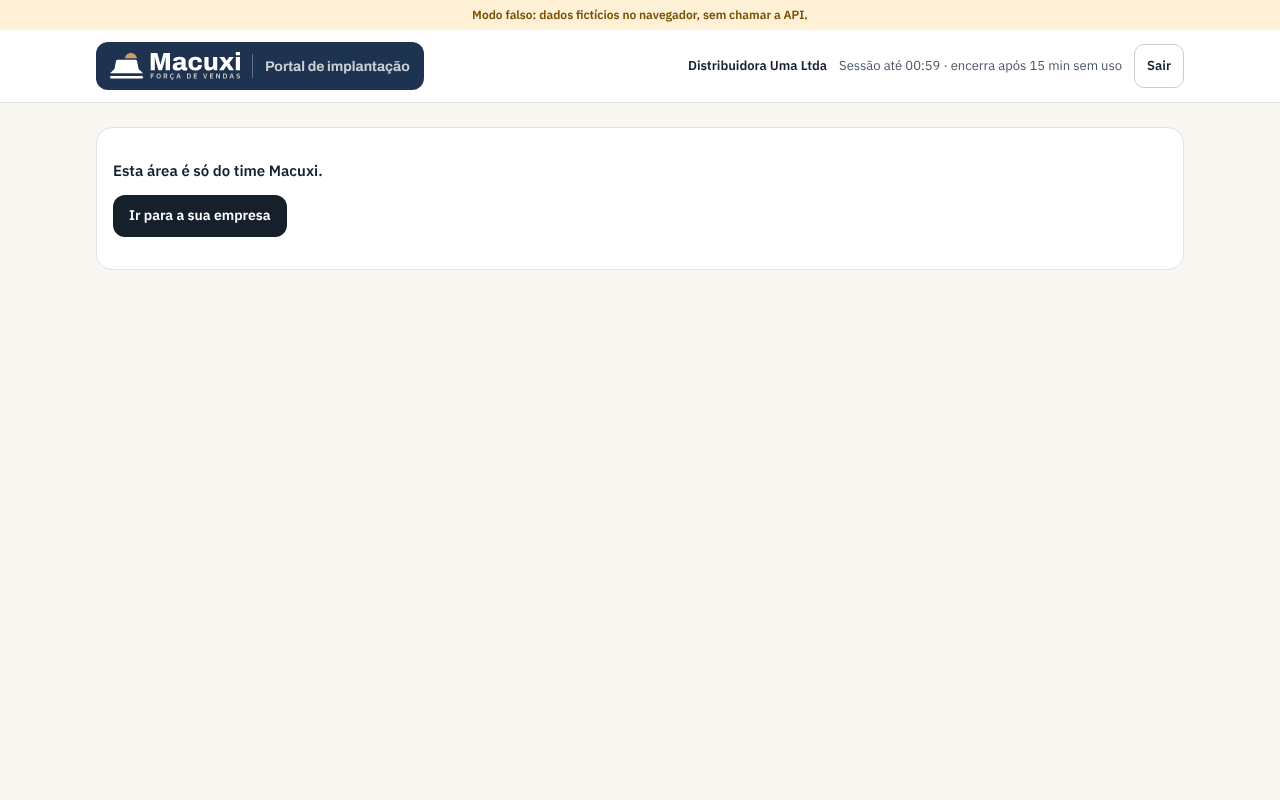 Modo falso: dados fictícios no navegador, sem chamar a API.
Macuxi
FORÇA DE VENDAS
Portal de implantação
Distribuidora Uma Ltda
Sessão até 00:59 · encerra após 15 min sem uso
Sair
Esta área é só do time Macuxi.
Ir para a sua empresa